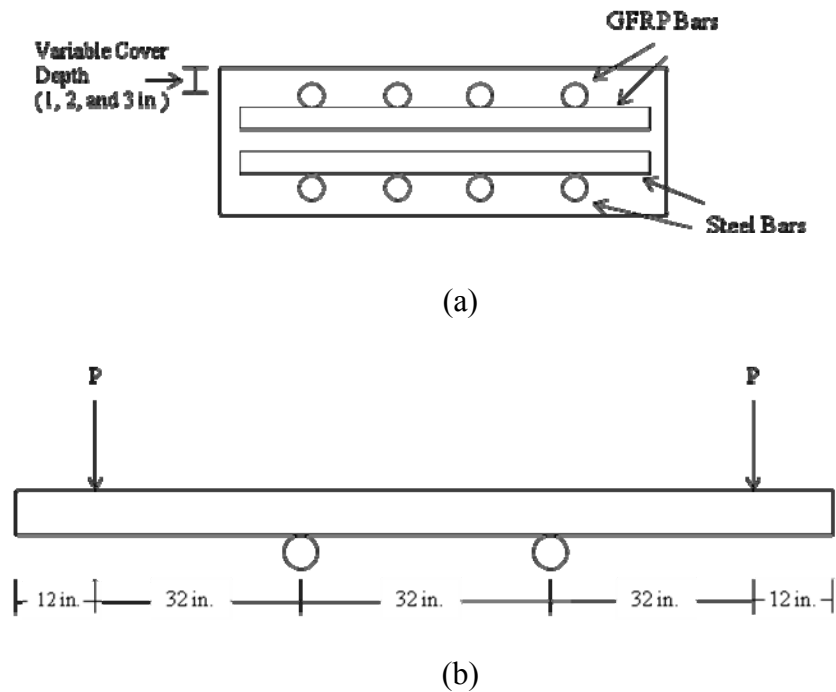 GFRP Bars
Variable Cover
Depth
(1, 2, and 3 in )
Steel Bars
(a)
P
P
12 in.
32 in.
32 in.
32 in.
12 in.
(b)